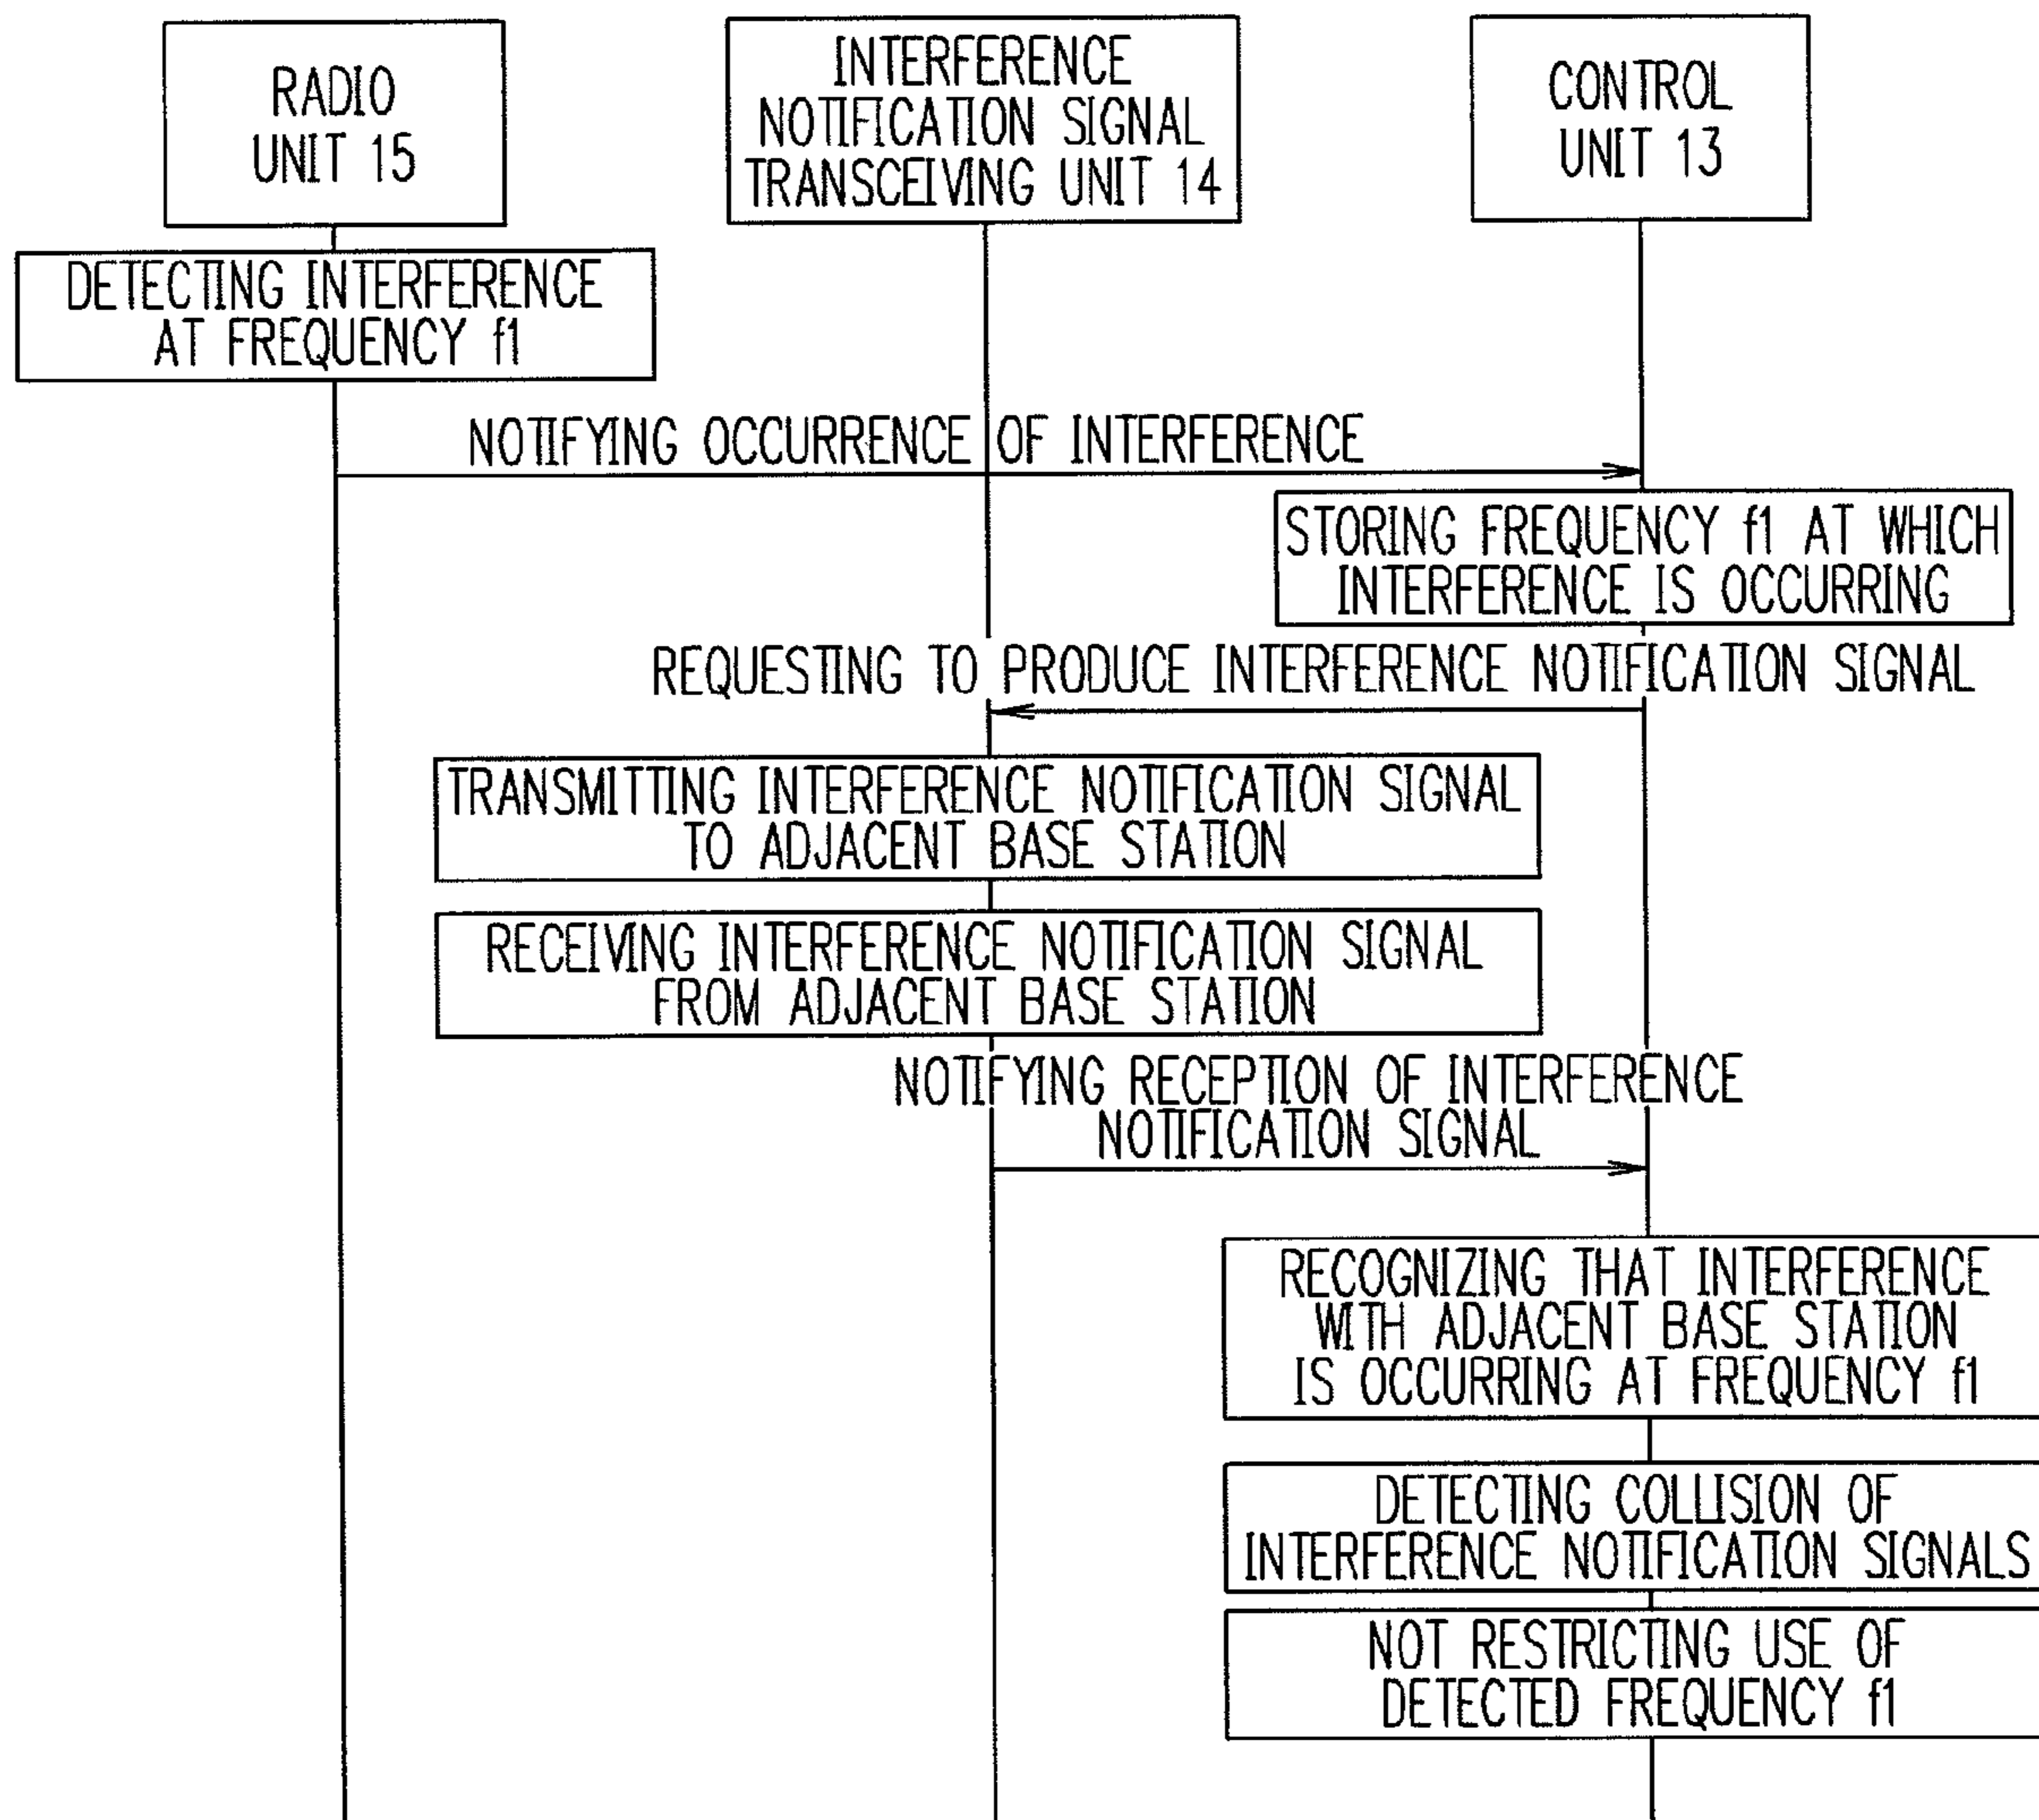 RADIO
UNIT 15
INTERFERENCE
NOTIFICATION SIGNAL
TRANSCEIVING UNIT 14
CONTROL
UNIT 13
DETECTING INTERFERENCE
AT FREQUENCY f1
NOTIFYING OCCURRENCE OF INTERFERENCE
STORING FREQUENCY f1 AT WHICH
INTERFERENCE IS OCCURRING
REQUESTING TO PRODUCE INTERFERENCE NOTIFICATION SIGNAL
TRANSMITTING INTERFERENCE NOTIFICATION SIGNAL
TO ADJACENT BASE STATION
RECEIVING INTERFERENCE NOTIFICATION SIGNAL
FROM ADJACENT BASE STATION
NOTIFYING RECEPTION OF INTERFERENCE
NOTIFICATION SIGNAL
RECOGNIZING THAT INTERFERENCE
WITH ADJACENT BASE STATION
IS OCCURRING AT FREQUENCY f1
DETECTING COLLISION OF
INTERFERENCE NOTIFICATION SIGNALS
NOT RESTRICTING USE OF
DETECTED FREQUENCY f1